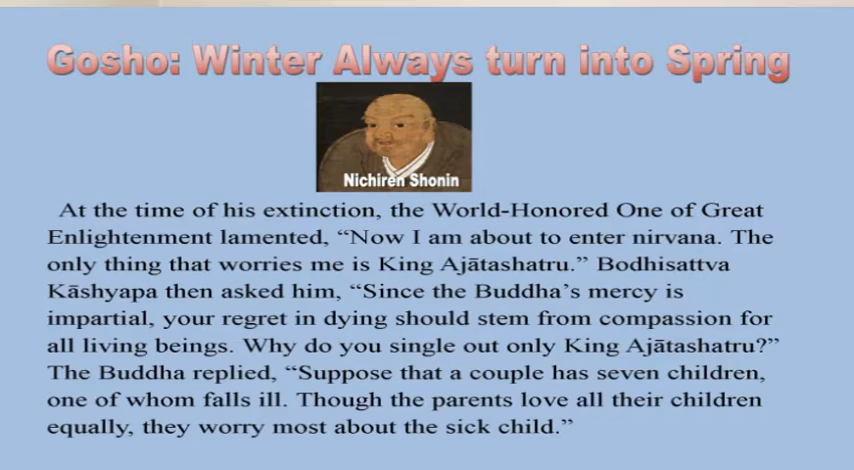 Gosho: Winter Always turn into Spring
Nichiren Shonin
At the time of his extinction, the World-Honored One of Great
Enlightenment lamented, “Now I am about to enter nirvana. The
only thing that worries me is King Ajātashatru.” Bodhisattva
Kāshyapa then asked him, “Since the Buddha’s mercy is
impartial, your regret in dying should stem from compassion for
all living beings. Why do you single out only King Ajātashatru?”
The Buddha replied, “Suppose that a couple has seven children,
one of whom falls ill. Though the parents love all their children
equally, they worry most about the sick child.”